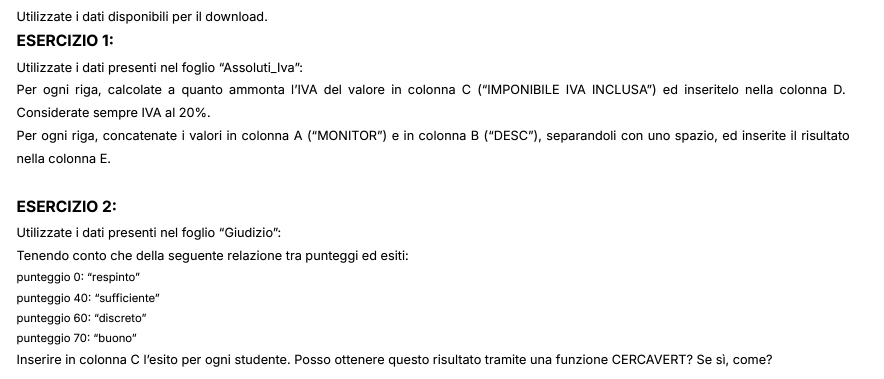 Utilizzate i dati disponibili per il download.
ESERCIZIO 1:
Utilizzate i dati presenti nel foglio “Assoluti_Iva”:
Per ogni riga, calcolate a quanto ammonta l’IVA del valore in colonna C (“IMPONIBILE IVA INCLUSA”) ed inseritelo nella colonna D.
Considerate sempre IVA al 20%.
Per ogni riga, concatenate i valori in colonna A (“MONITOR”) e in colonna B (“DESC”), separandoli con uno spazio, ed inserite il risultato
nella colonna E.
ESERCIZIO 2:
Utilizzate i dati presenti nel foglio “Giudizio”:
Tenendo conto che della seguente relazione tra punteggi ed esiti:
punteggio 0: “respinto”
punteggio 40: “sufficiente”
punteggio 60: “discreto”
punteggio 70: “buono”
Inserire in colonna C l’esito per ogni studente. Posso ottenere questo risultato tramite una funzione CERCAVERT? Se sì, come?